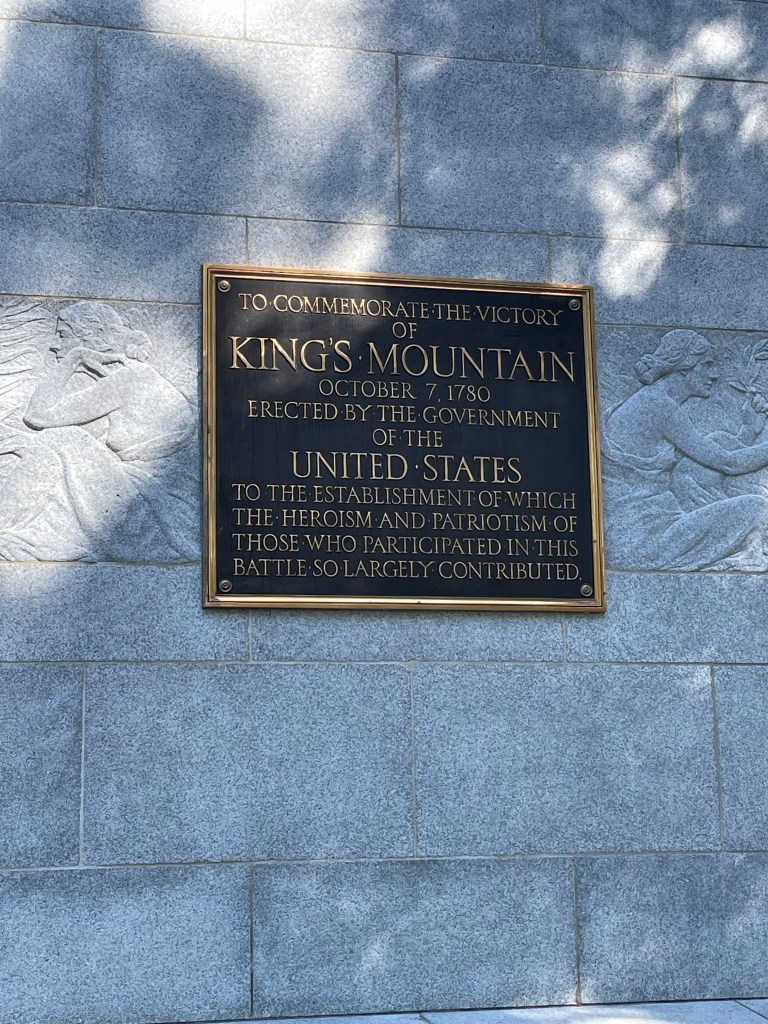 TO·COMMEMORATE·THE·VICTORY
OF
KING'S·MOUNTAIN
OCTOBER 7, 1780
ERECTED·BY·THE·GOVERNMENT
OF·THE
UNITED·STATES
TO·THE·ESTABLISHMENT·OF·WHICH
THE·HEROISM·AND·PATRIOTISM·OF
THOSE·WHO·PARTICIPATED·IN·THIS
BATTLE·SO·LARGELY·CONTRIBUTED.